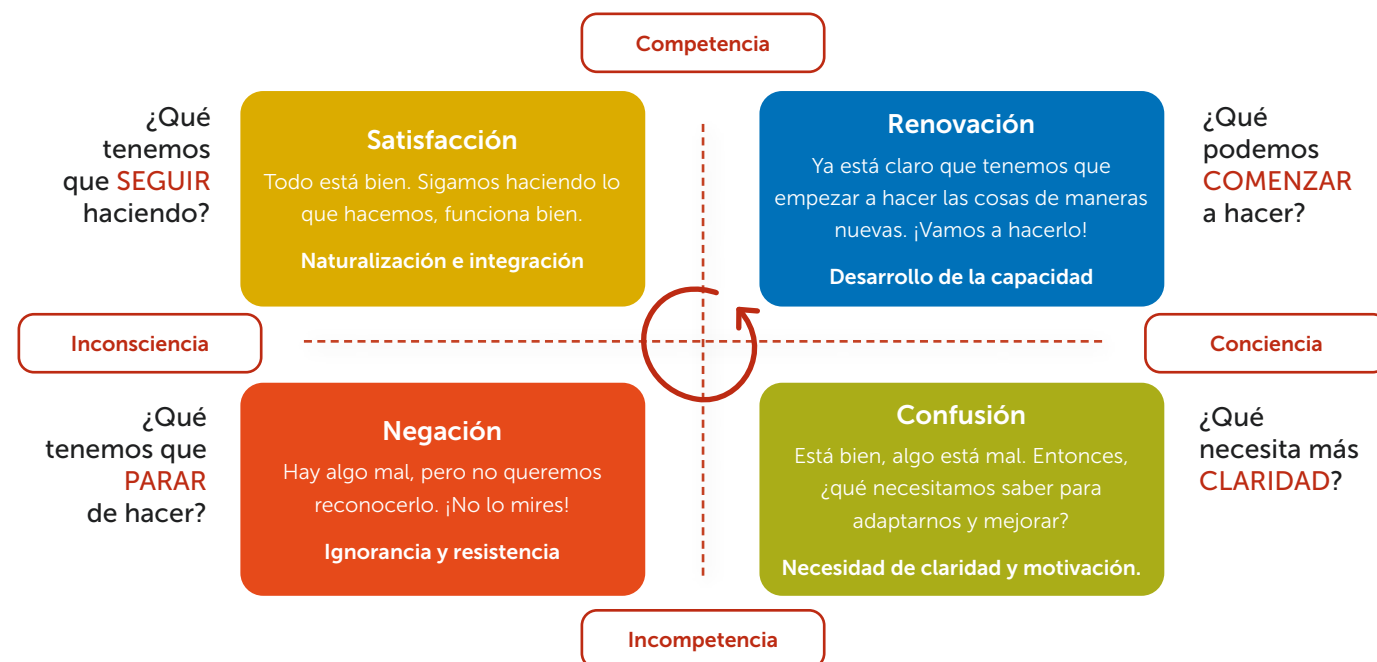 Competencia
¿Qué
tenemos
que SEGUIR
haciendo?
Satisfacción
Todo está bien. Sigamos haciendo lo
que hacemos, funciona bien.
Naturalización e integración
Renovación
Ya está claro que tenemos que
empezar a hacer las cosas de maneras
nuevas. ¡Vamos a hacerlo!
Desarrollo de la capacidad
¿Qué
podemos
COMENZAR
a hacer?
Inconsciencia
Conciencia
¿Qué
tenemos que
PARAR
de hacer?
Negación
Hay algo mal, pero no queremos
reconocerlo. ¡No lo mires!
Ignorancia y resistencia
Confusión
Está bien, algo está mal. Entonces,
¿qué necesitamos saber para
adaptarnos y mejorar?
Necesidad de claridad y motivación.
¿Qué
necesita más
CLARIDAD?
Incompetencia